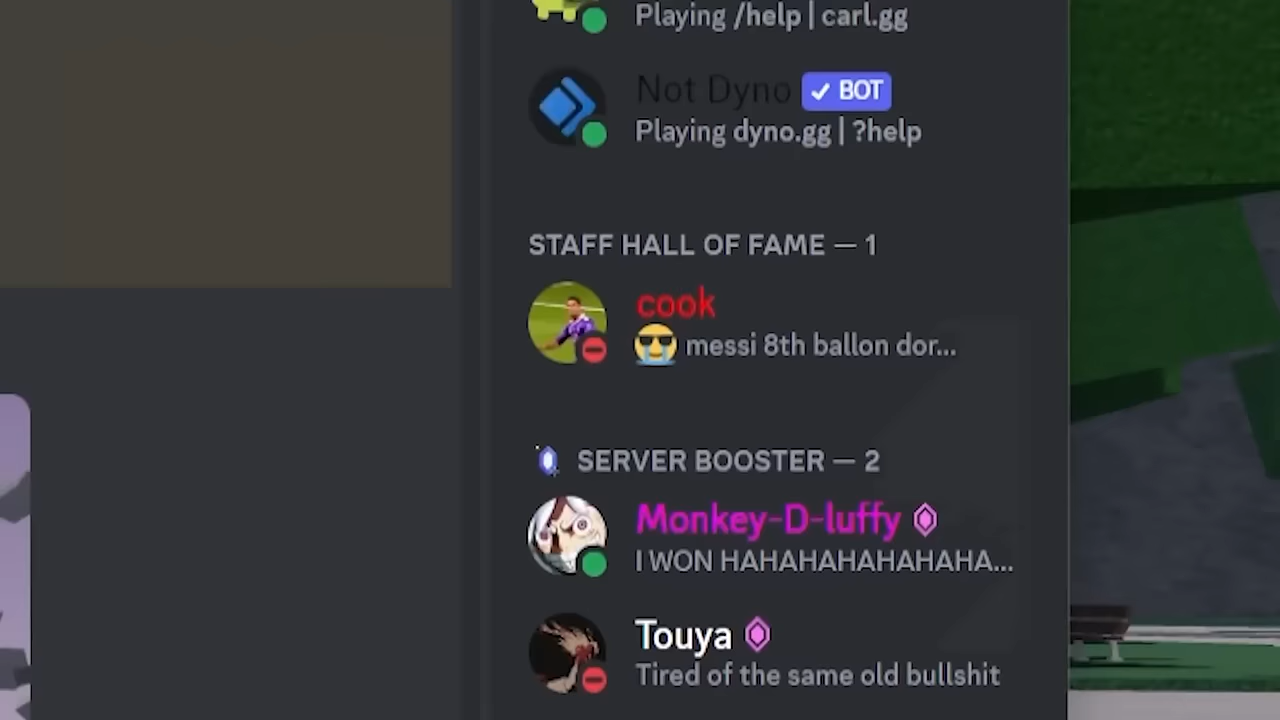 Playing /help | carl.gg
Not Dyno ✓ BOT
Playing dyno.gg | ?help
STAFF HALL OF FAME — 1
cook
😭 messi 8th ballon dor...
SERVER BOOSTER — 2
Monkey-D-luffy
I WON HAHAHAHAHAHAHA...
Touya
Tired of the same old bullshit